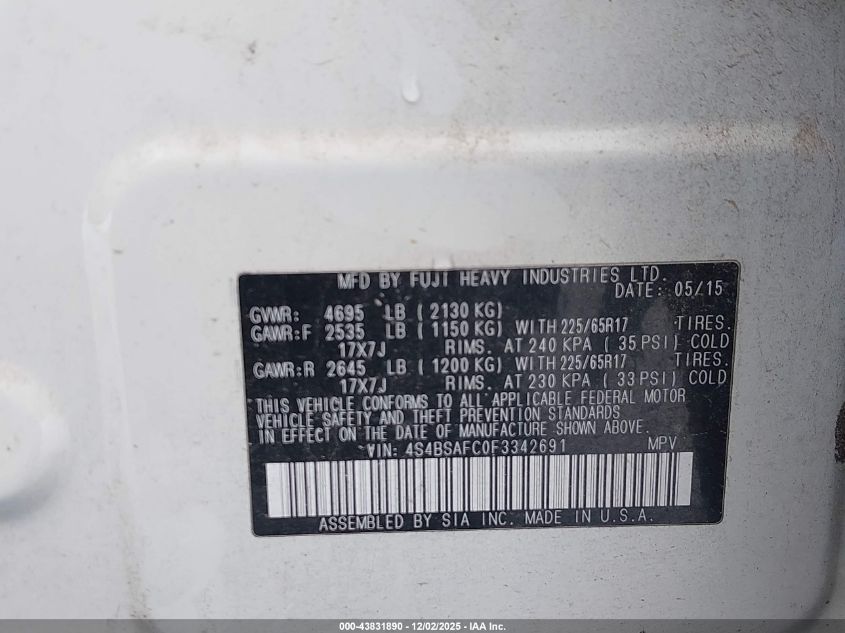 MFD BY FUJI HEAVY INDUSTRIES LTD.
DATE: 05/15
GVWR: 4695 LB ( 2130 KG)
GAWR:F 2535 LB ( 1150 KG) WITH 225/65R17 TIRES.
17X7J RIMS. AT 240 KPA ( 35 PSI) COLD
GAWR:R 2645 LB ( 1200 KG) WITH 225/65R17 TIRES.
17X7J RIMS. AT 230 KPA ( 33 PSI) COLD
THIS VEHICLE CONFORMS TO ALL APPLICABLE FEDERAL MOTOR
VEHICLE SAFETY AND THEFT PREVENTION STANDARDS
IN EFFECT ON THE DATE OF MANUFACTURE SHOWN ABOVE.
VIN: 4S4BSAFC0F3342691 MPV
ASSEMBLED BY SIA INC. MADE IN U.S.A.
000-43831890 - 12/02/2025 - IAA Inc.